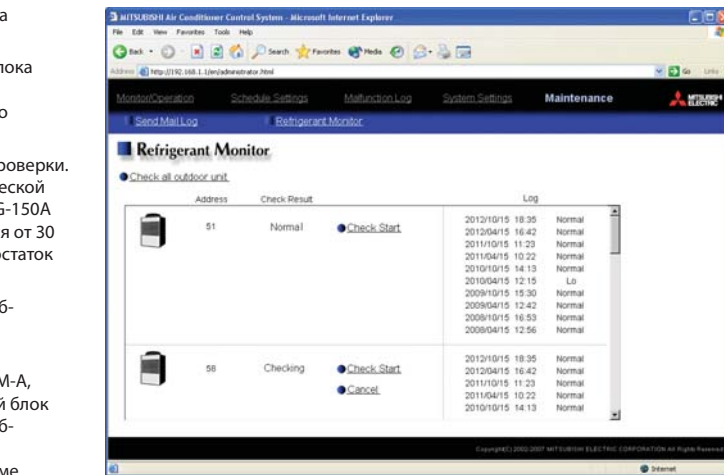 а
лока
о
роверки.
еской
G-150A
я от 30
статок
б-
M-A,
й блок
б-
ме
MITSUBISHI Air Conditioner Control System - Microsoft Internet Explorer
File Edit View Favorites Tools Help
Back Search Favorites Media
Address http://192.168.1.1/en/administrator.html Go Links
Monitor/Operation Schedule Settings Malfunction Log System Settings Maintenance MITSUBISHI ELECTRIC
Send Mail Log Refrigerant Monitor
Refrigerant Monitor
Check all outdoor unit
Address Check Result Log
51 Normal Check Start
2012/10/15 18:35 Normal
2012/04/15 16:42 Normal
2011/10/15 11:23 Normal
2011/04/15 10:22 Normal
2010/10/15 14:13 Normal
2010/04/15 12:15 Lo
2009/10/15 15:30 Normal
2009/04/15 12:42 Normal
2008/10/15 16:53 Normal
2008/04/15 12:56 Normal
58 Checking Check Start
Cancel
2012/10/15 18:35 Normal
2012/04/15 16:42 Normal
2011/10/15 11:23 Normal
2011/04/15 10:22 Normal
2010/10/15 14:13 Normal
Copyright(C) 2002-2007 MITSUBISHI ELECTRIC CORPORATION All Rights Reserved
Internet